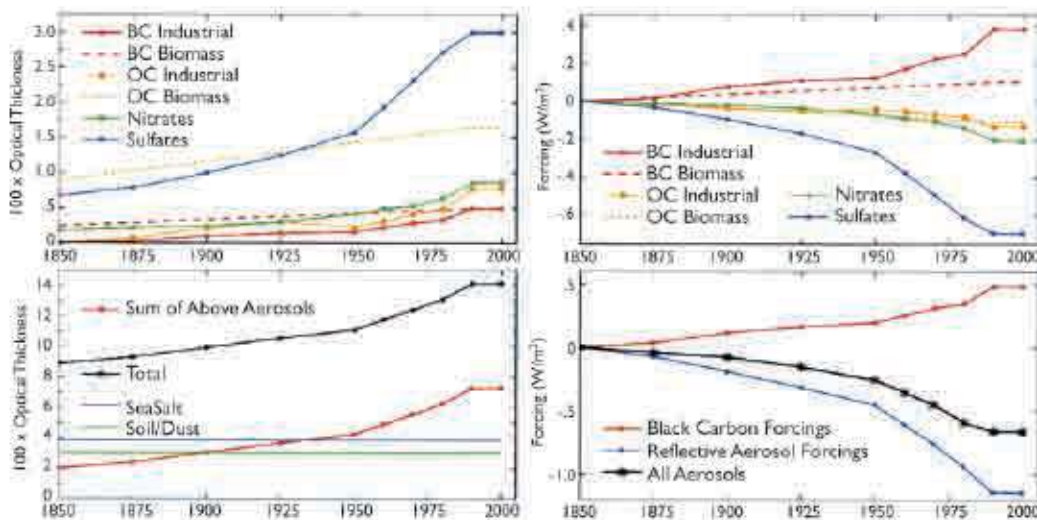 100 x Optical Thickness
3.0
2.5
2.0
1.5
1.0
.5
0
BC Industrial
BC Biomass
OC Industrial
OC Biomass
Nitrates
Sulfates
1850 1875 1900 1925 1950 1975 2000
Forcing (W/m²)
.4
.2
0
-.2
-.4
-.6
BC Industrial
BC Biomass
OC Industrial
OC Biomass
Nitrates
Sulfates
1850 1875 1900 1925 1950 1975 2000
100 x Optical Thickness
14
12
10
8
6
4
2
0
Sum of Above Aerosols
Total
SeaSalt
Soil/Dust
1850 1875 1900 1925 1950 1975 2000
Forcing (W/m²)
.5
0
-.5
-1.0
Black Carbon Forcings
Reflective Aerosol Forcings
All Aerosols
1850 1875 1900 1925 1950 1975 2000